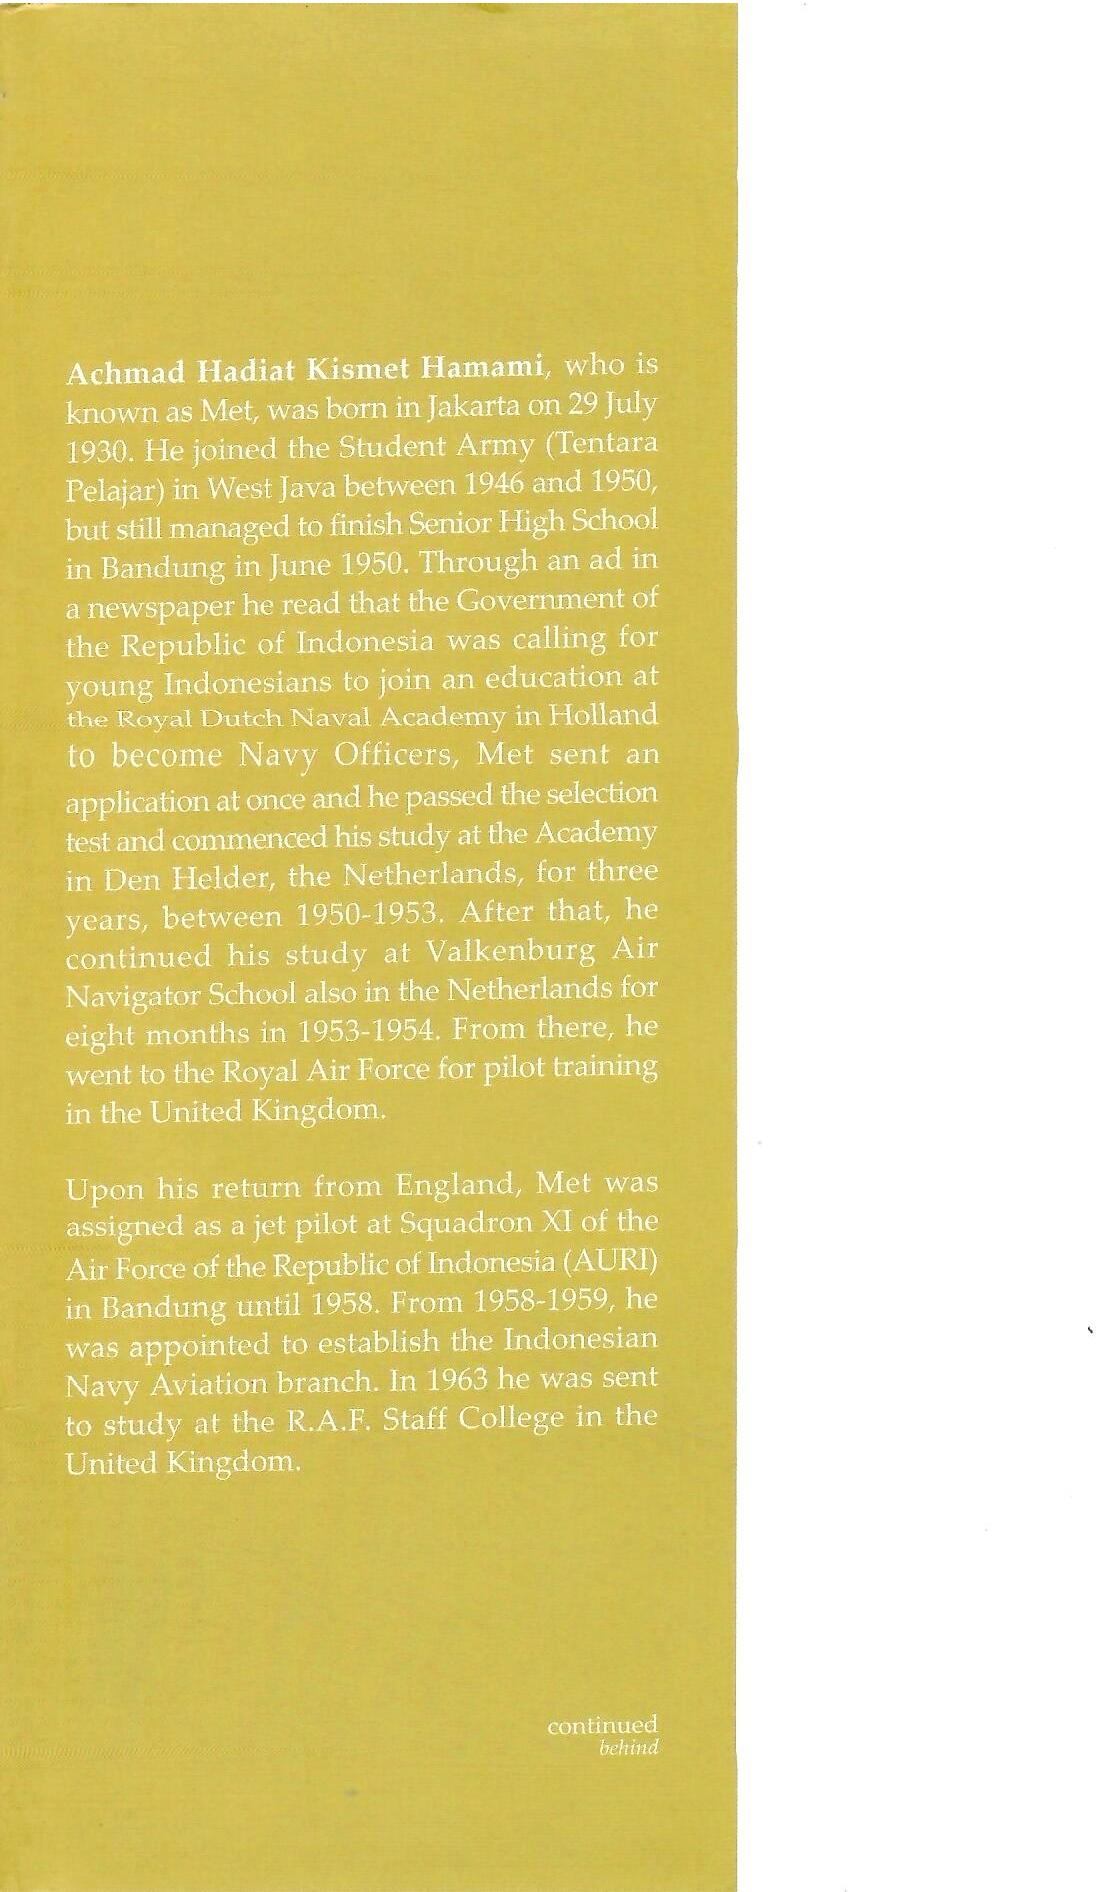 Achmad Hadiat Kismet Hamami, who is
known as Met, was born in Jakarta on 29 July
1930. He joined the Student Army (Tentara
Pelajar) in West Java between 1946 and 1950,
but still managed to finish Senior High School
in Bandung in June 1950. Through an ad in
a newspaper he read that the Government of
the Republic of Indonesia was calling for
young Indonesians to join an education at
the Royal Dutch Naval Academy in Holland
to become Navy Officers, Met sent an
application at once and he passed the selection
test and commenced his study at the Academy
in Den Helder, the Netherlands, for three
years, between 1950-1953. After that, he
continued his study at Valkenburg Air
Navigator School also in the Netherlands for
eight months in 1953-1954. From there, he
went to the Royal Air Force for pilot training
in the United Kingdom.
Upon his return from England, Met was
assigned as a jet pilot at Squadron XI of the
Air Force of the Republic of Indonesia (AURI)
in Bandung until 1958. From 1958-1959, he
was appointed to establish the Indonesian
Navy Aviation branch. In 1963 he was sent
to study at the R.A.F. Staff College in the
United Kingdom.
continued
behind